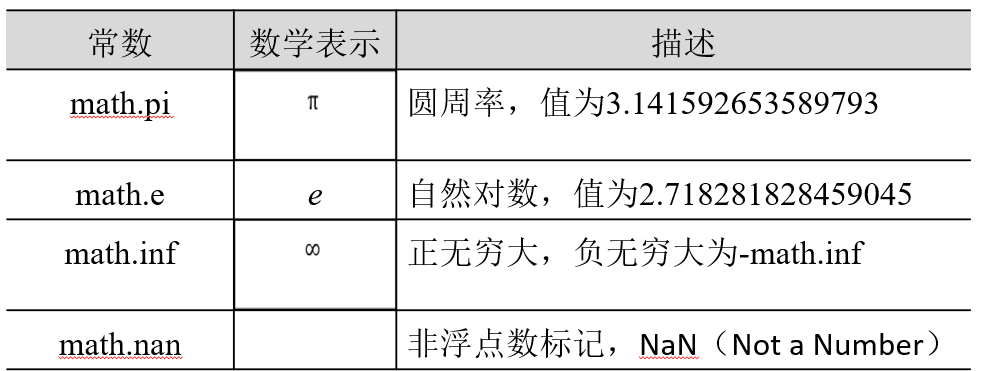 常数 数学表示 描述
math.pi π 圆周率，值为3.141592653589793
math.e e 自然对数，值为2.718281828459045
math.inf ∞ 正无穷大，负无穷大为-math.inf
math.nan 非浮点数标记，NaN（Not a Number）